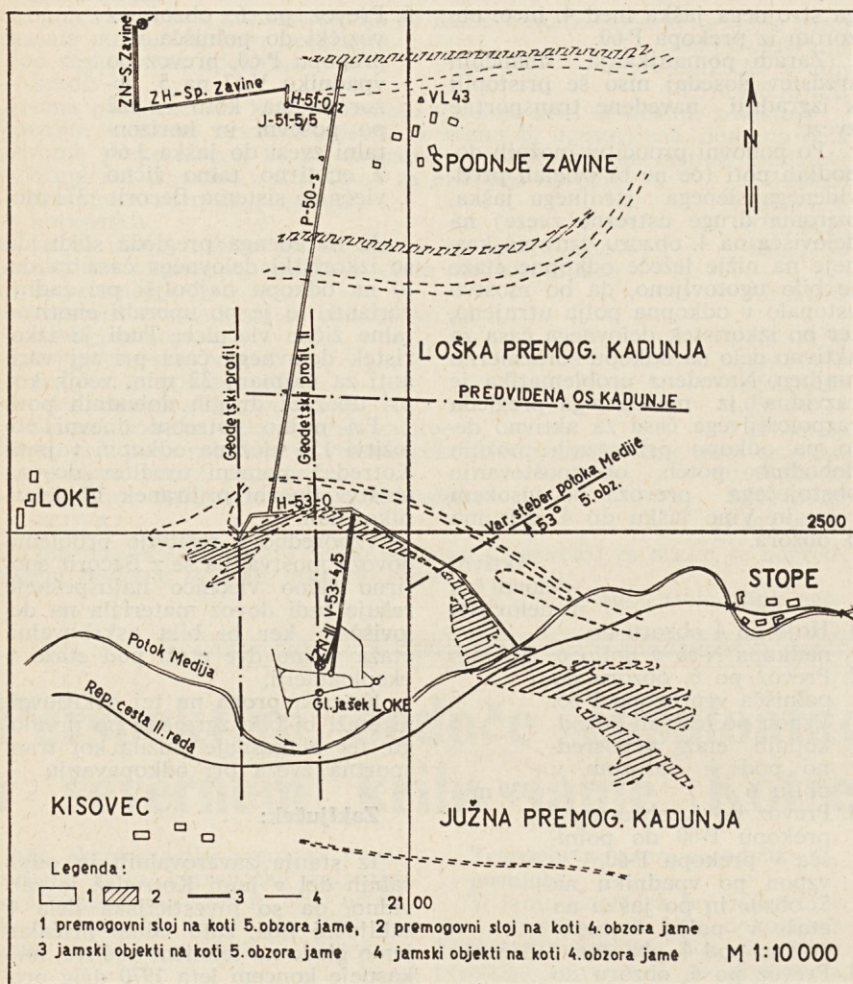 ZN-S. Zavine
ZH-Sp. Zavine
H-51-0
J-51-5/5
VL43
SPODNJE ZAVINE
N
P-50-s
Geodetski profil I
Geodetski profil II
LOŠKA PREMOG. KADUNJA
PREDVIDENA OS KADUNJE
LOKE
H-53-0
Var. steber potoka Medije
53° 5.obz.
2500
STOPE
V-53-4/5
Potok Medija
Rep. cesta II. reda
Gl. jašek LOKE
KISOVEC
JUŽNA PREMOG. KADUNJA
Legenda:
1 2 3 4
2100
1 premogovni sloj na koti 5. obzora jame, 2 premogovni sloj na koti 4. obzora jame
3 jamski objekti na koti 5. obzora jame 4 jamski objekti na koti 4. obzora jame
M 1:10 000